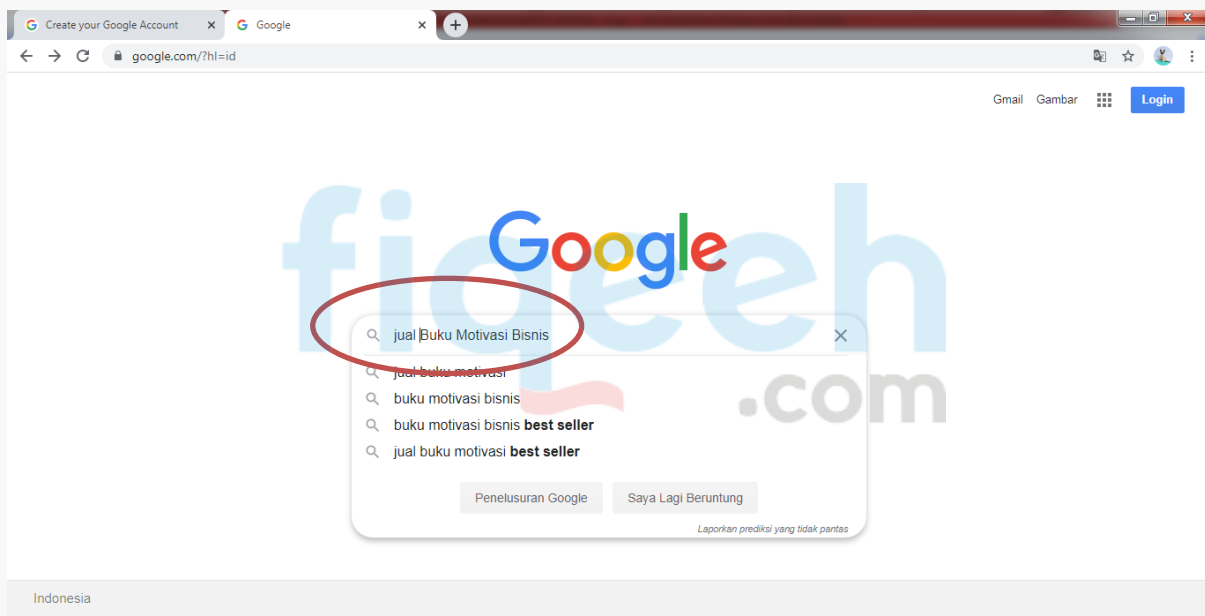 Create your Google Account
Google
google.com/?hl=id
Gmail Gambar Login
fiqeeh
.com
Google
jual Buku Motivasi Bisnis
jual buku motivasi
buku motivasi bisnis
buku motivasi bisnis best seller
jual buku motivasi best seller
Penelusuran Google Saya Lagi Beruntung
Laporkan prediksi yang tidak pantas
Indonesia